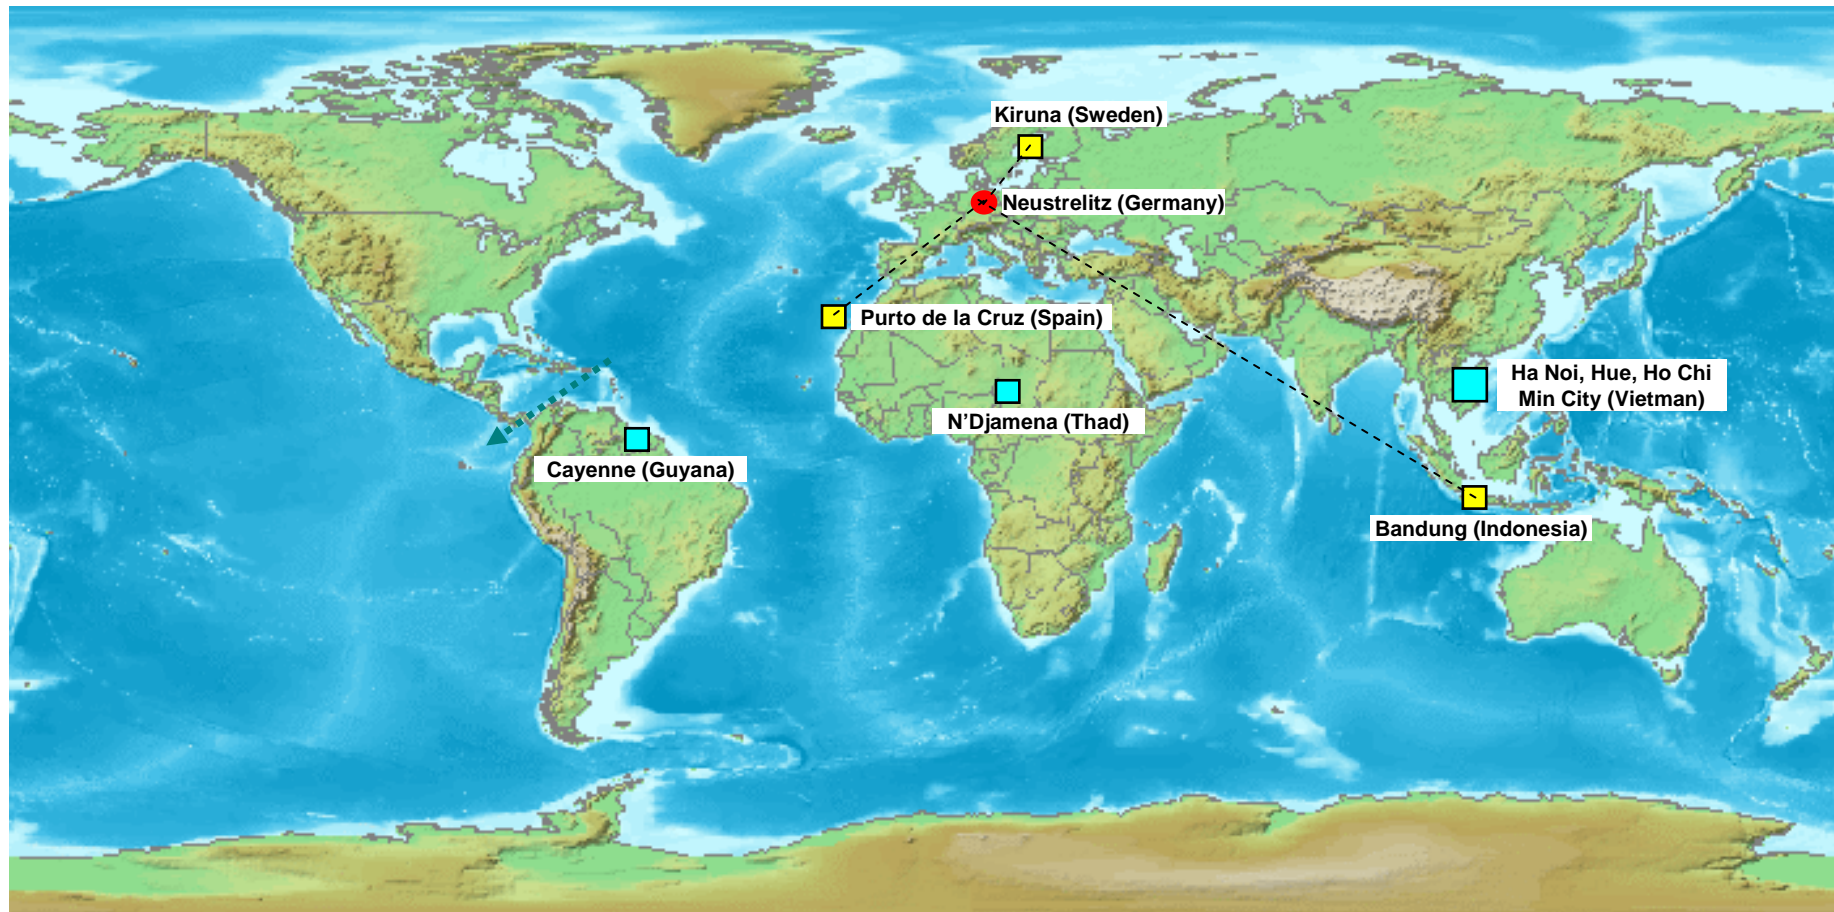 Kiruna (Sweden)
Neustrelitz (Germany)
Purto de la Cruz (Spain)
Ha Noi, Hue, Ho Chi
Min City (Vietman)
N'Djamena (Thad)
Cayenne (Guyana)
Bandung (Indonesia)